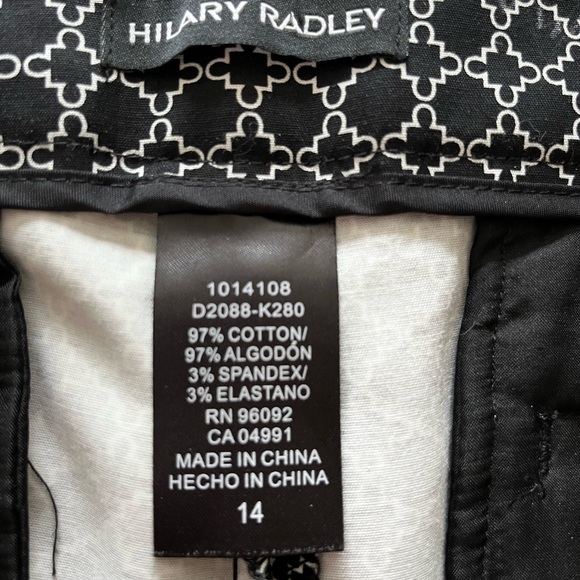 HILARY RADLEY
1014108
D2088-K280
97% COTTON/
97% ALGODÓN
3% SPANDEX/
3% ELASTANO
RN 96092
CA 04991
MADE IN CHINA
HECHO IN CHINA
14